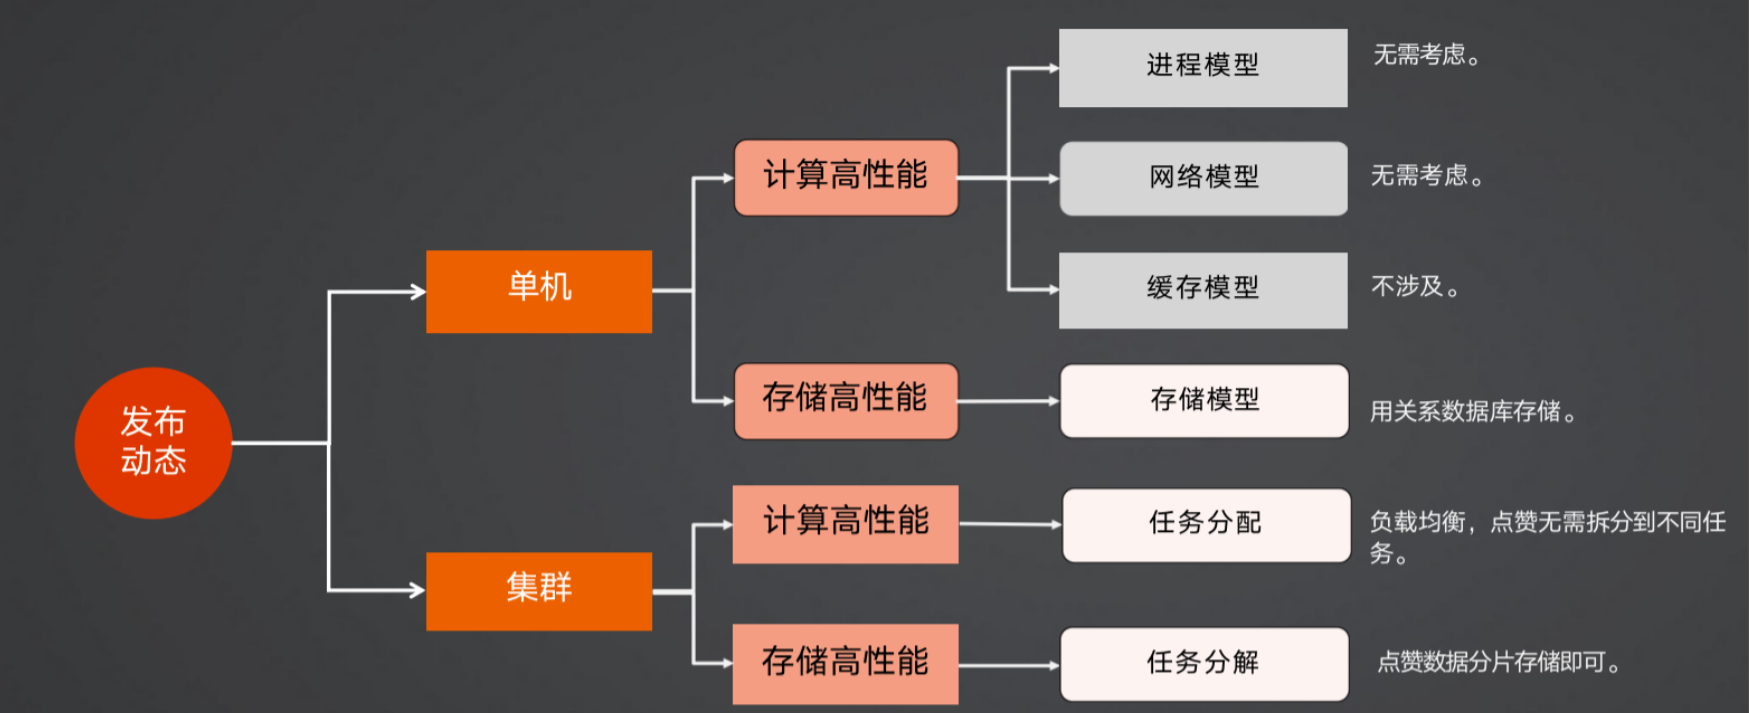 发布
动态
单机
集群
计算高性能
存储高性能
计算高性能
存储高性能
进程模型
无需考虑。
网络模型
无需考虑。
缓存模型
不涉及。
存储模型
用关系数据库存储。
任务分配
负载均衡，点赞无需拆分到不同任
务。
任务分解
点赞数据分片存储即可。